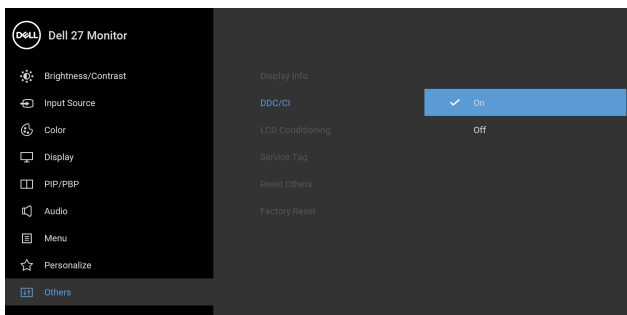 DELL Dell 27 Monitor
Brightness/Contrast
Display Info
Input Source
DDC/CI
On
Color
LCD Conditioning
Off
Display
Service Tag
PIP/PBP
Reset Others
Audio
Factory Reset
Menu
Personalize
Others